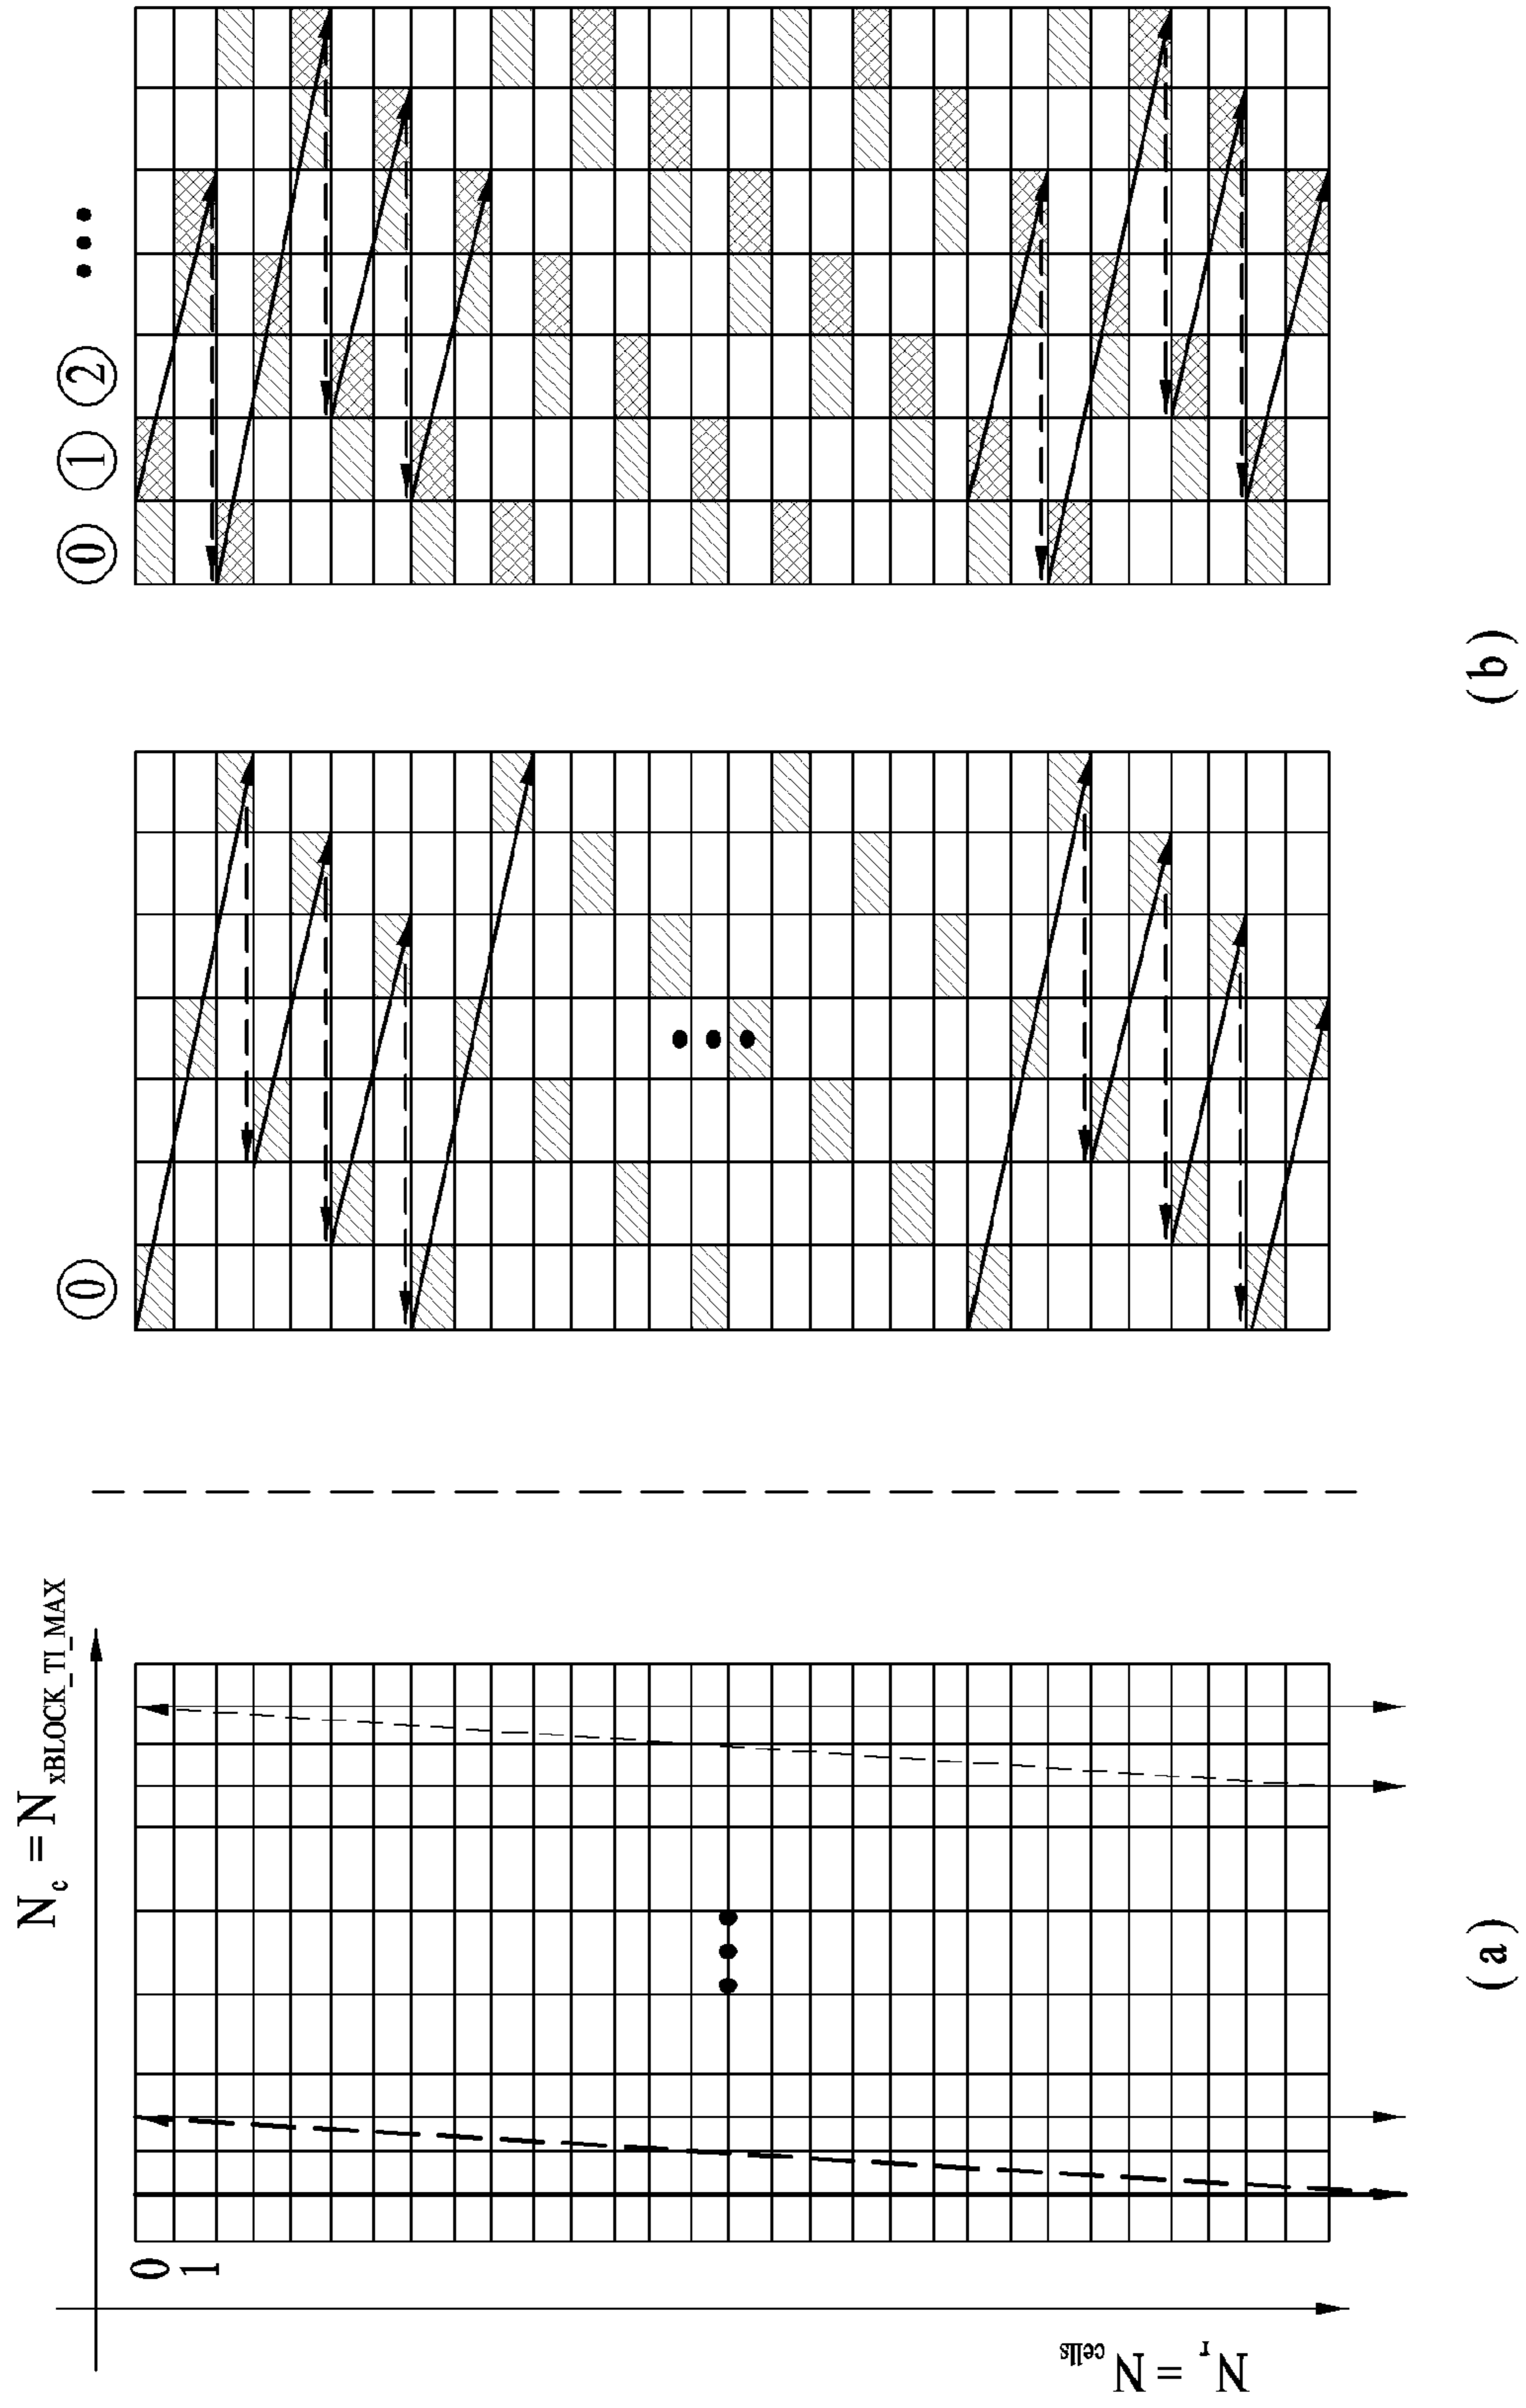 N_c = N_xBLOCK_TI_MAX
N_r = N_cells
0
1
0
0 1 2 •••
(a)
(b)